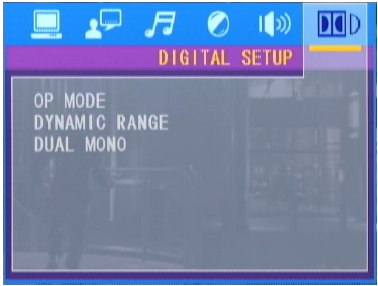 DIGITAL SETUP
OP MODE
DYNAMIC RANGE
DUAL MONO